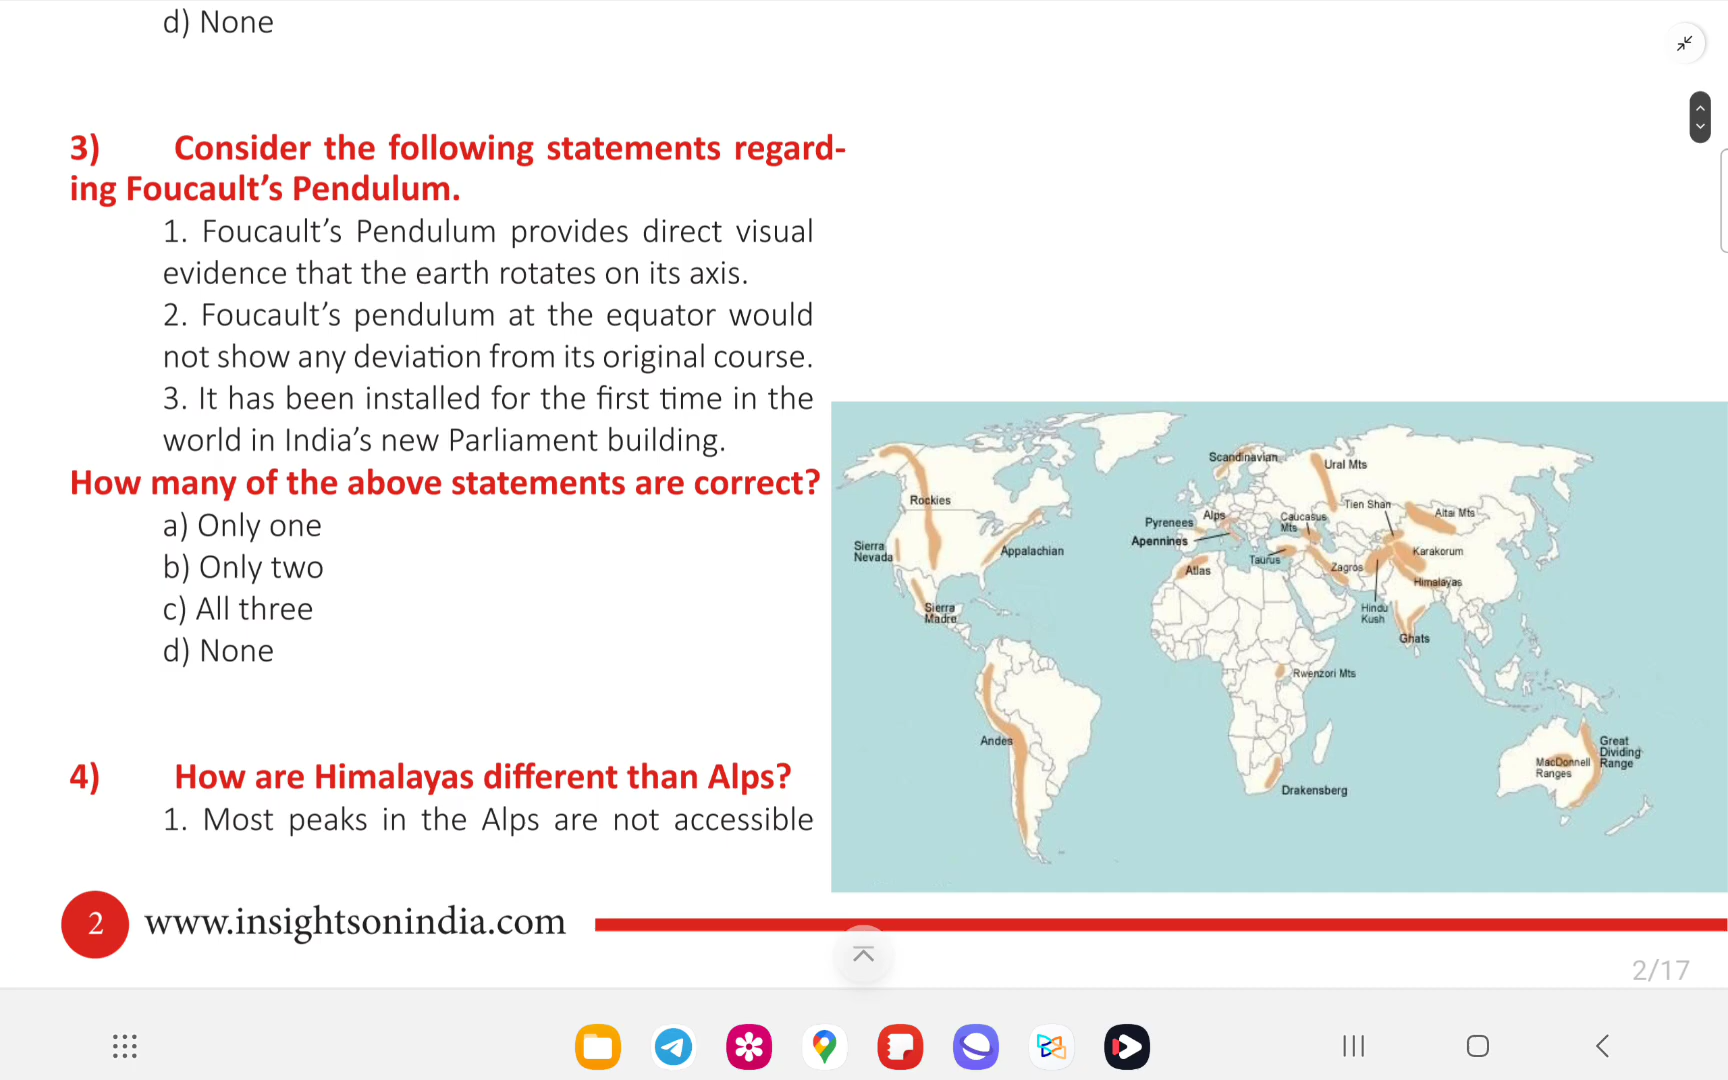 d) None
3) Consider the following statements regard-
ing Foucault’s Pendulum.
1. Foucault’s Pendulum provides direct visual
evidence that the earth rotates on its axis.
2. Foucault’s pendulum at the equator would
not show any deviation from its original course.
3. It has been installed for the first time in the
world in India’s new Parliament building.
How many of the above statements are correct?
a) Only one
b) Only two
c) All three
d) None
4) How are Himalayas different than Alps?
1. Most peaks in the Alps are not accessible
Scandinavian
Ural Mts
Rockies
Tien Shan
Altai Mts
Pyrenees
Alps
Caucasus
Mts
Apennines
Sierra
Nevada
Appalachian
Taurus
Karakorum
Atlas
Zagros
Himalayas
Sierra
Madre
Hindu
Kush
Ghats
Rwenzori Mts
Andes
Great
Dividing
Range
MacDonnell
Ranges
Drakensberg
2 www.insightsonindia.com
2/17